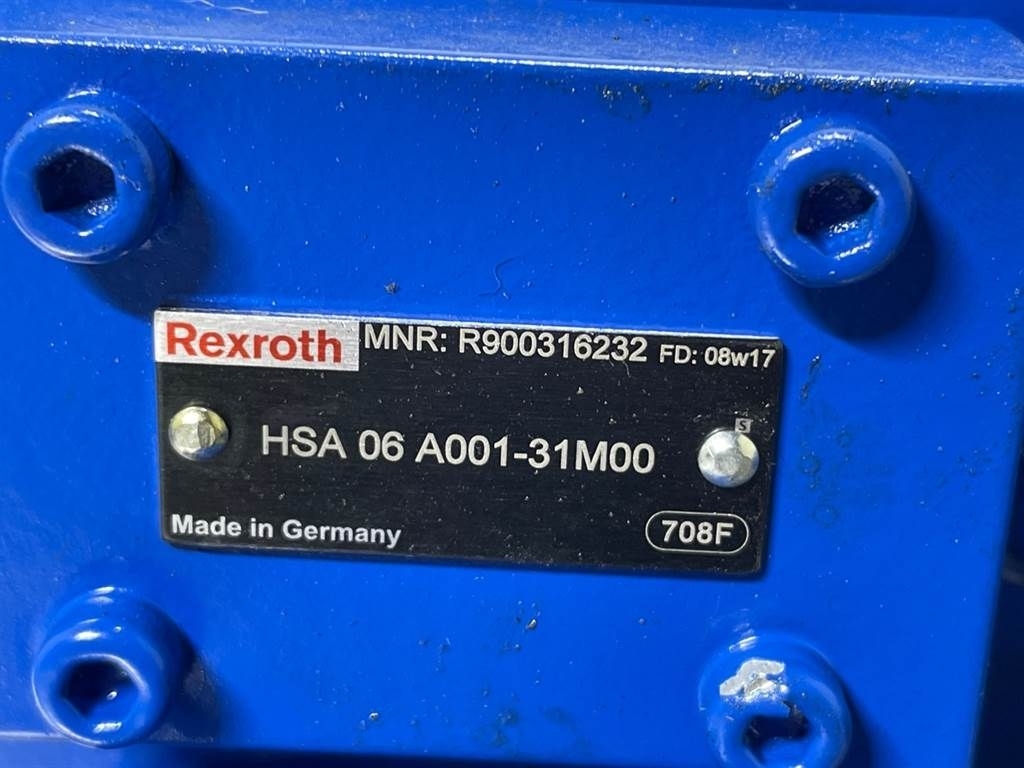 Rexroth MNR: R900316232 FD: 08w17
S
HSA 06 A001-31M00
Made in Germany 708F